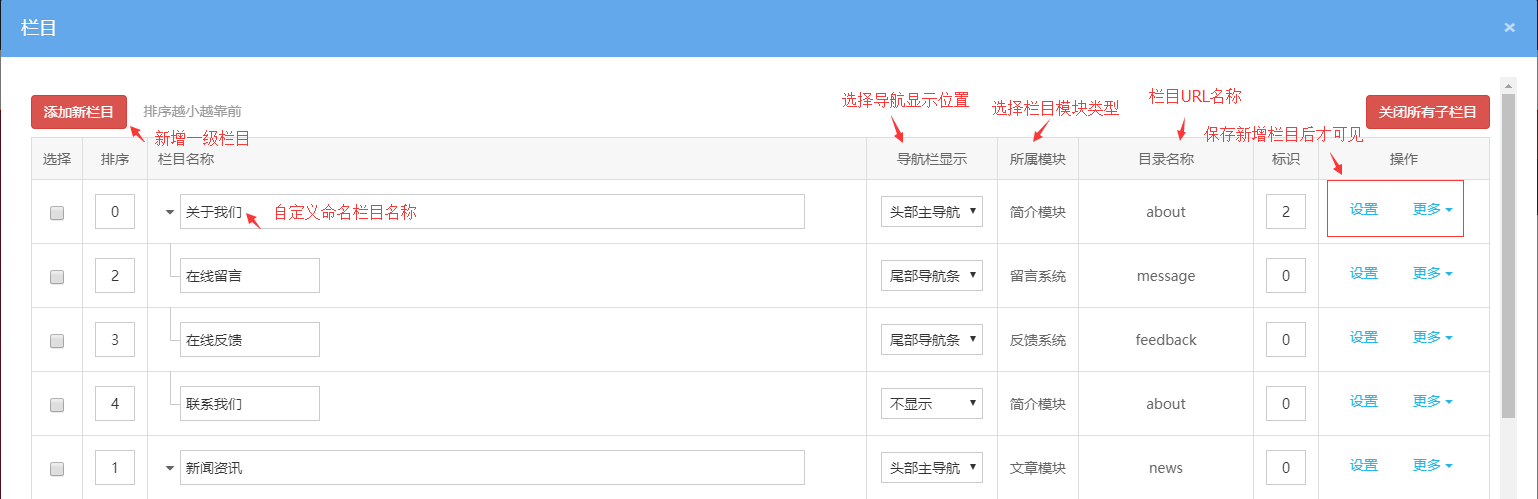 栏目
×
添加新栏目 排序越小越靠前 选择导航显示位置 选择栏目模块类型 栏目URL名称 关闭所有子栏目
新增一级栏目 保存新增栏目后才可见
选择 排序 栏目名称 导航栏显示 所属模块 目录名称 标识 操作
0 关于我们 自定义命名栏目名称 头部主导航 简介模块 about 2 设置 更多
2 在线留言 尾部导航条 留言系统 message 0 设置 更多
3 在线反馈 尾部导航条 反馈系统 feedback 0 设置 更多
4 联系我们 不显示 简介模块 about 0 设置 更多
1 新闻资讯 头部主导航 文章模块 news 0 设置 更多